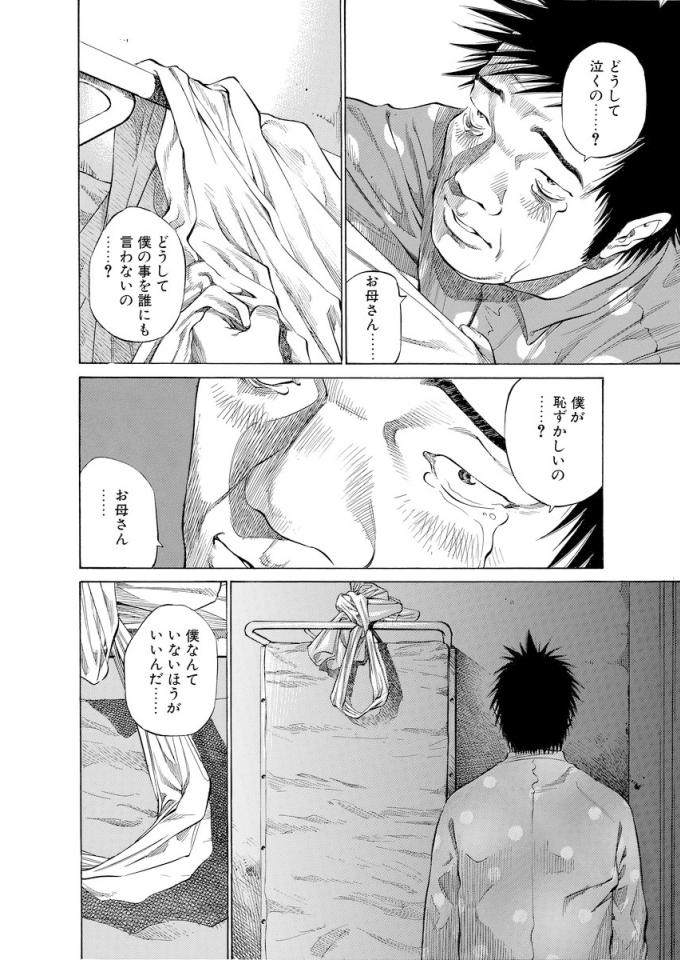 どうして
泣くの……？
お母さん……
どうして
僕の事を誰にも
言わないの
……？
僕が
恥ずかしいの
……？
お母さん
……
僕なんて
いないほうが
いいんだ……